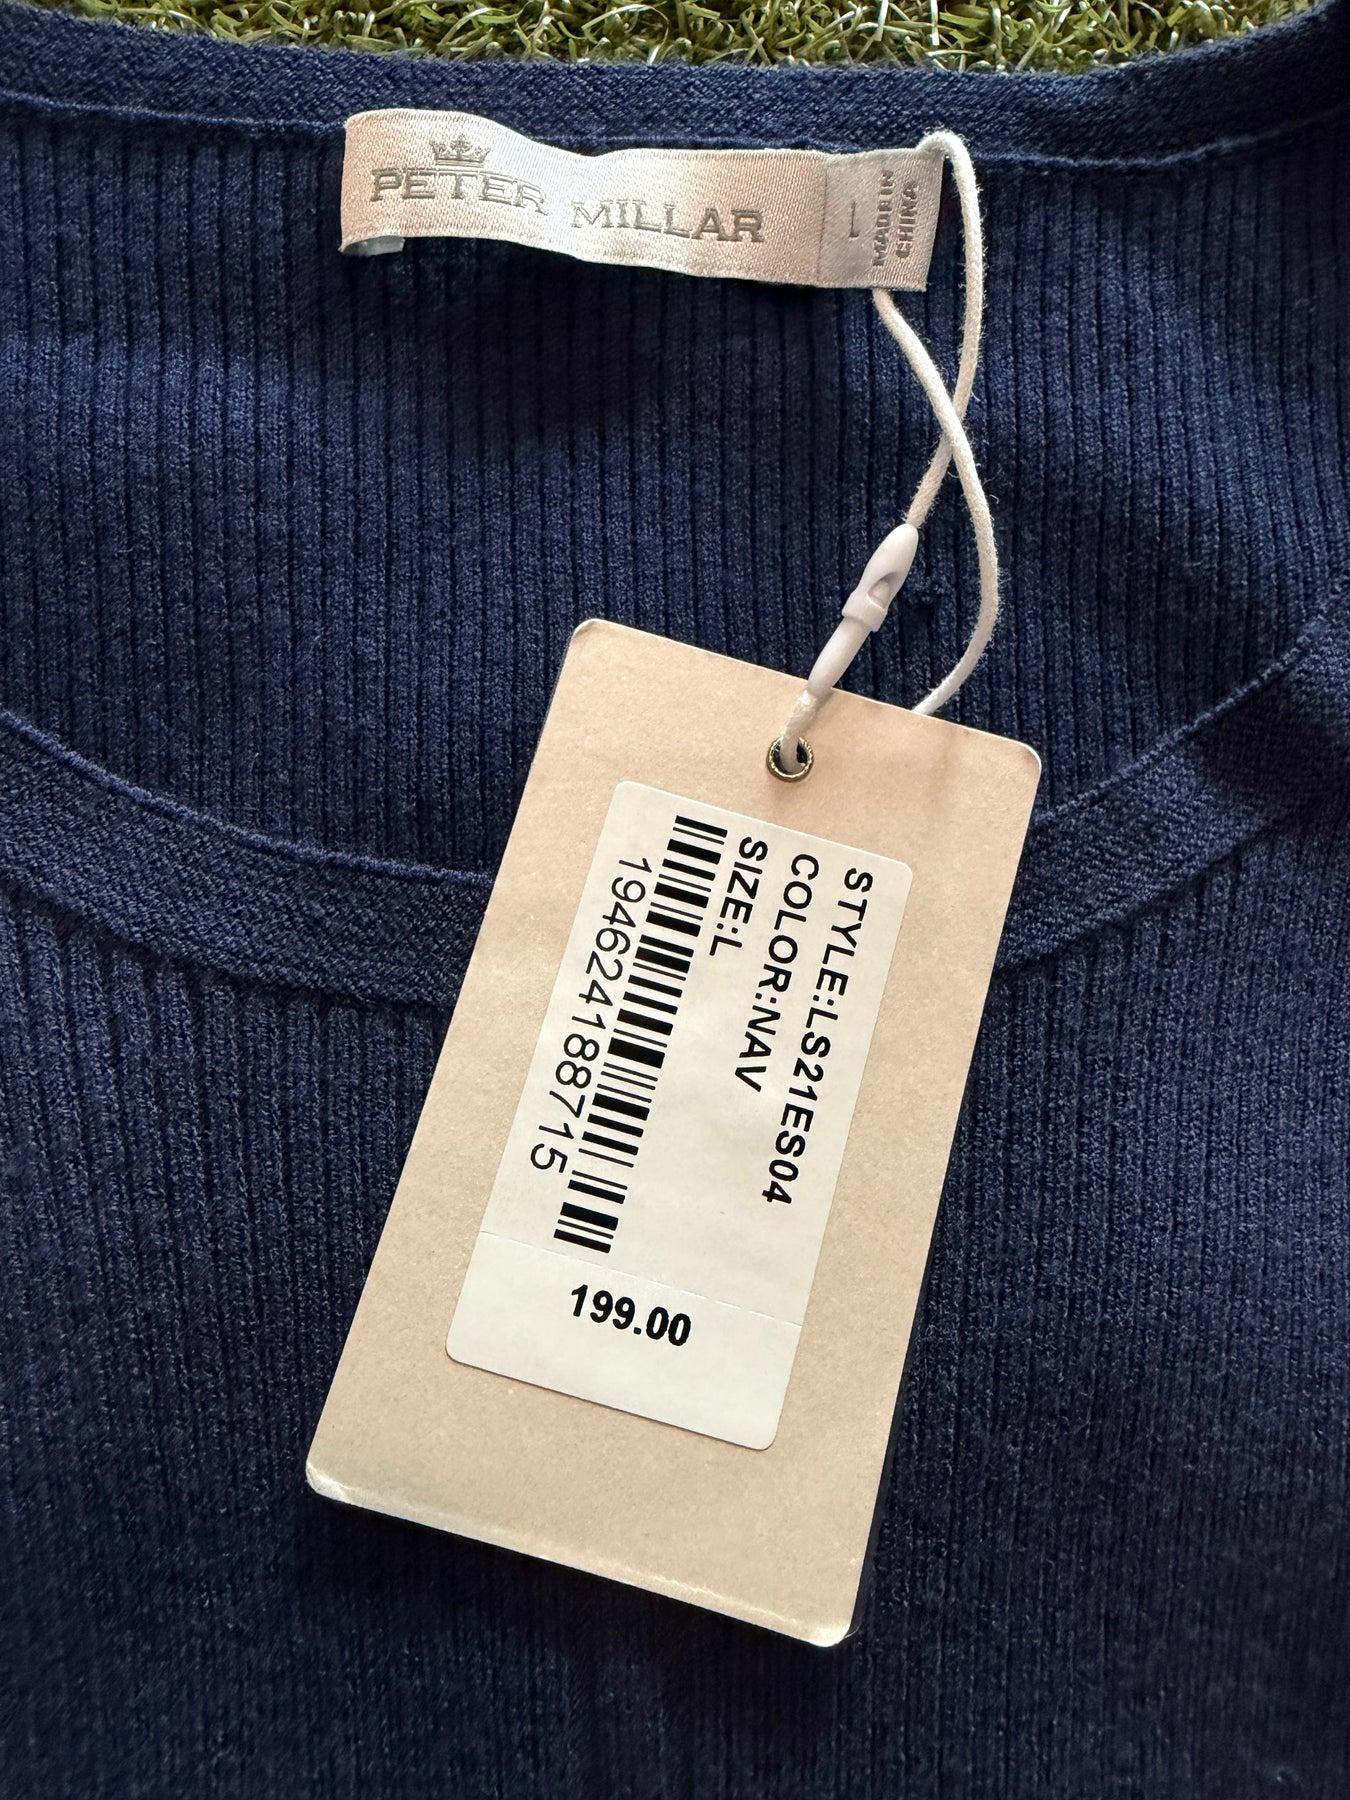 PETER MILLAR
L
MADE IN
CHINA
STYLE:LS21ES04
COLOR:NAV
SIZE:L
194624188715
199.00